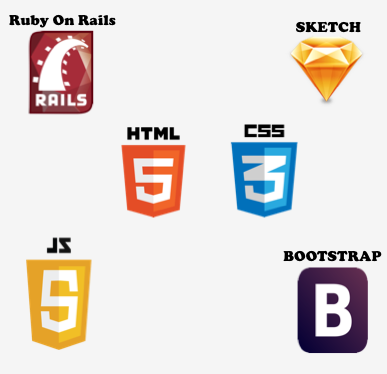 Ruby On Rails
SKETCH
RAILS
HTML
5
CSS
3
JS
5
BOOTSTRAP
B